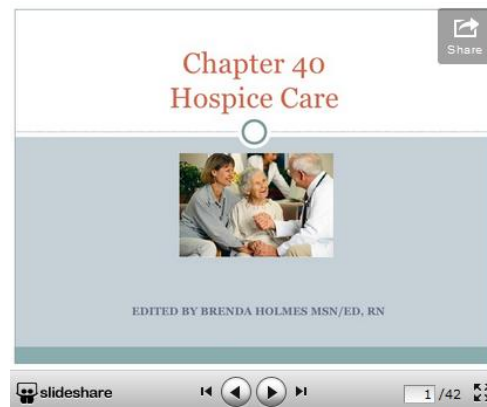 Share
Chapter 40
Hospice Care
EDITED BY BRENDA HOLMES MSN/ED, RN
slideshare
1 /42